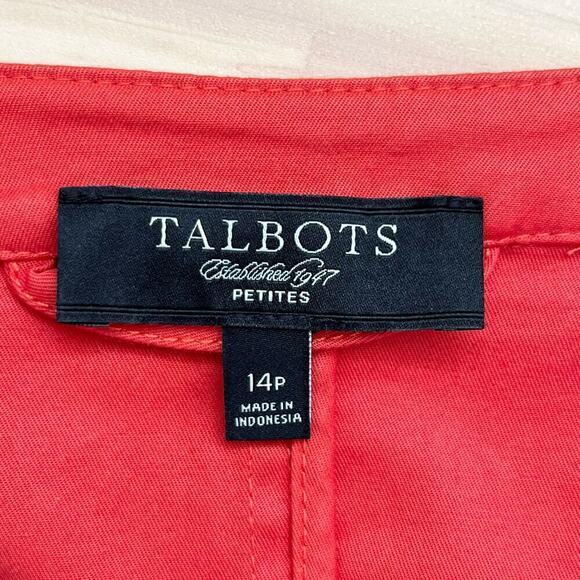 TALBOTS
Established 1947
PETITES
14P
MADE IN
INDONESIA